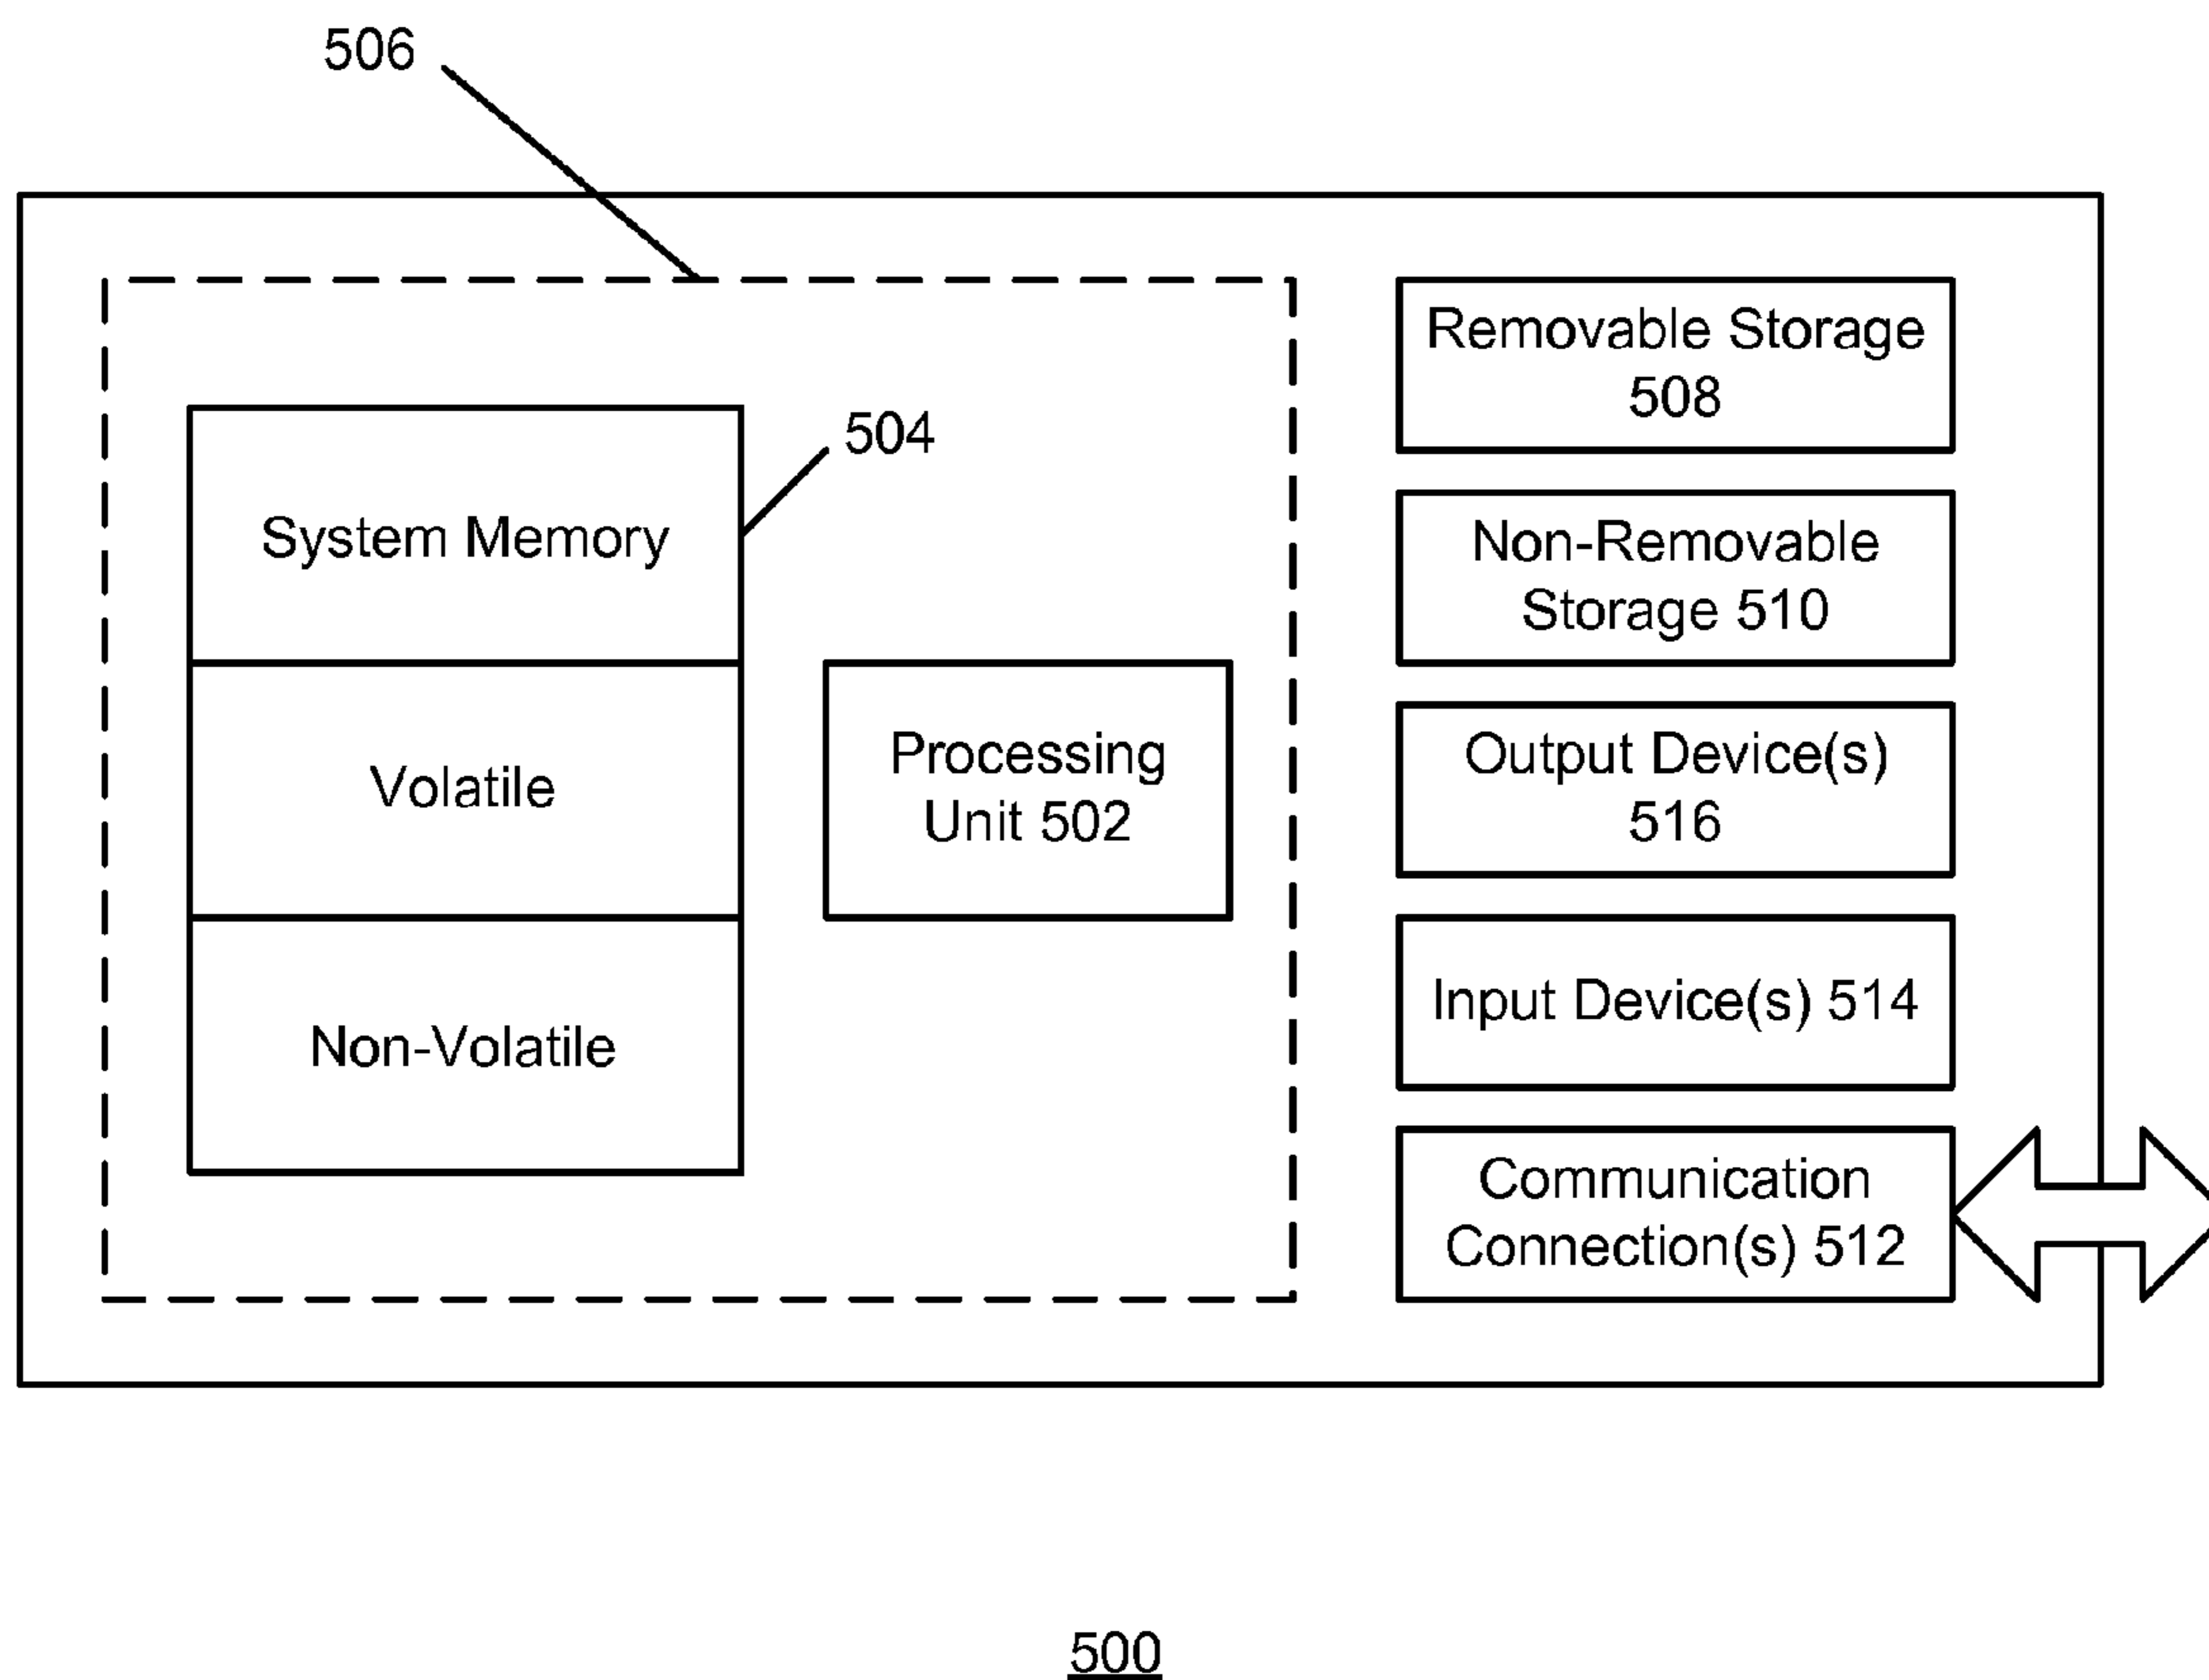 506
504
System Memory
Volatile
Non-Volatile
Processing
Unit 502
Removable Storage
508
Non-Removable
Storage 510
Output Device(s)
516
Input Device(s) 514
Communication
Connection(s) 512
500